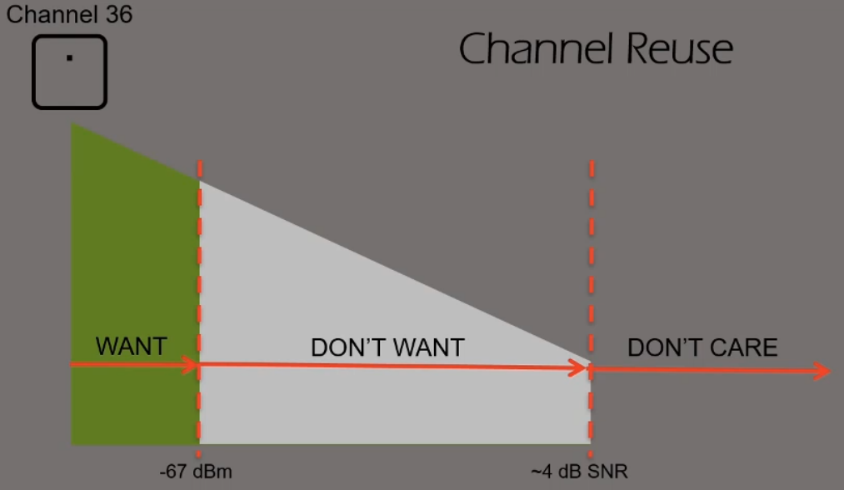 Channel 36
Channel Reuse
WANT
DON'T WANT
DON'T CARE
-67 dBm
~4 dB SNR